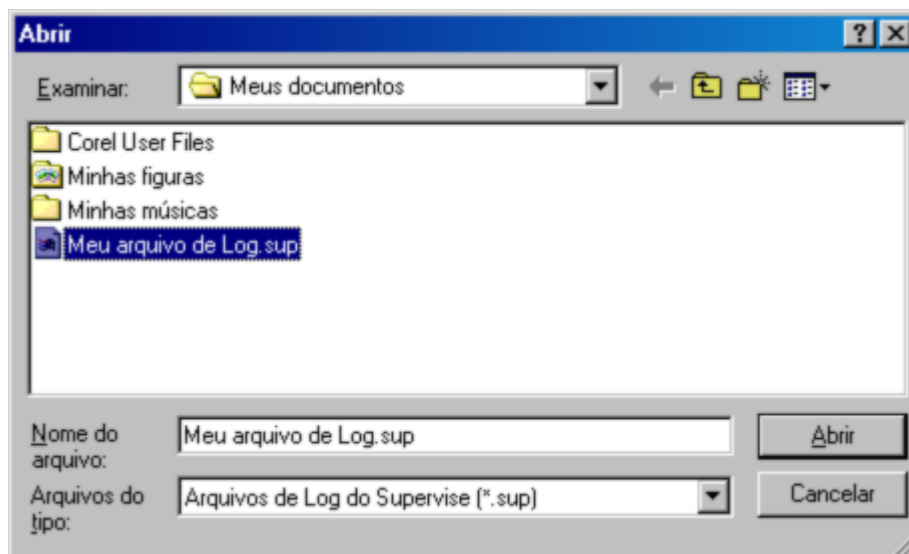 Abrir
Examinar:
Meus documentos
Corel User Files
Minhas figuras
Minhas músicas
Meu arquivo de Log.sup
Nome do
arquivo:
Meu arquivo de Log.sup
Abrir
Arquivos do
tipo:
Arquivos de Log do Supervise (*.sup)
Cancelar